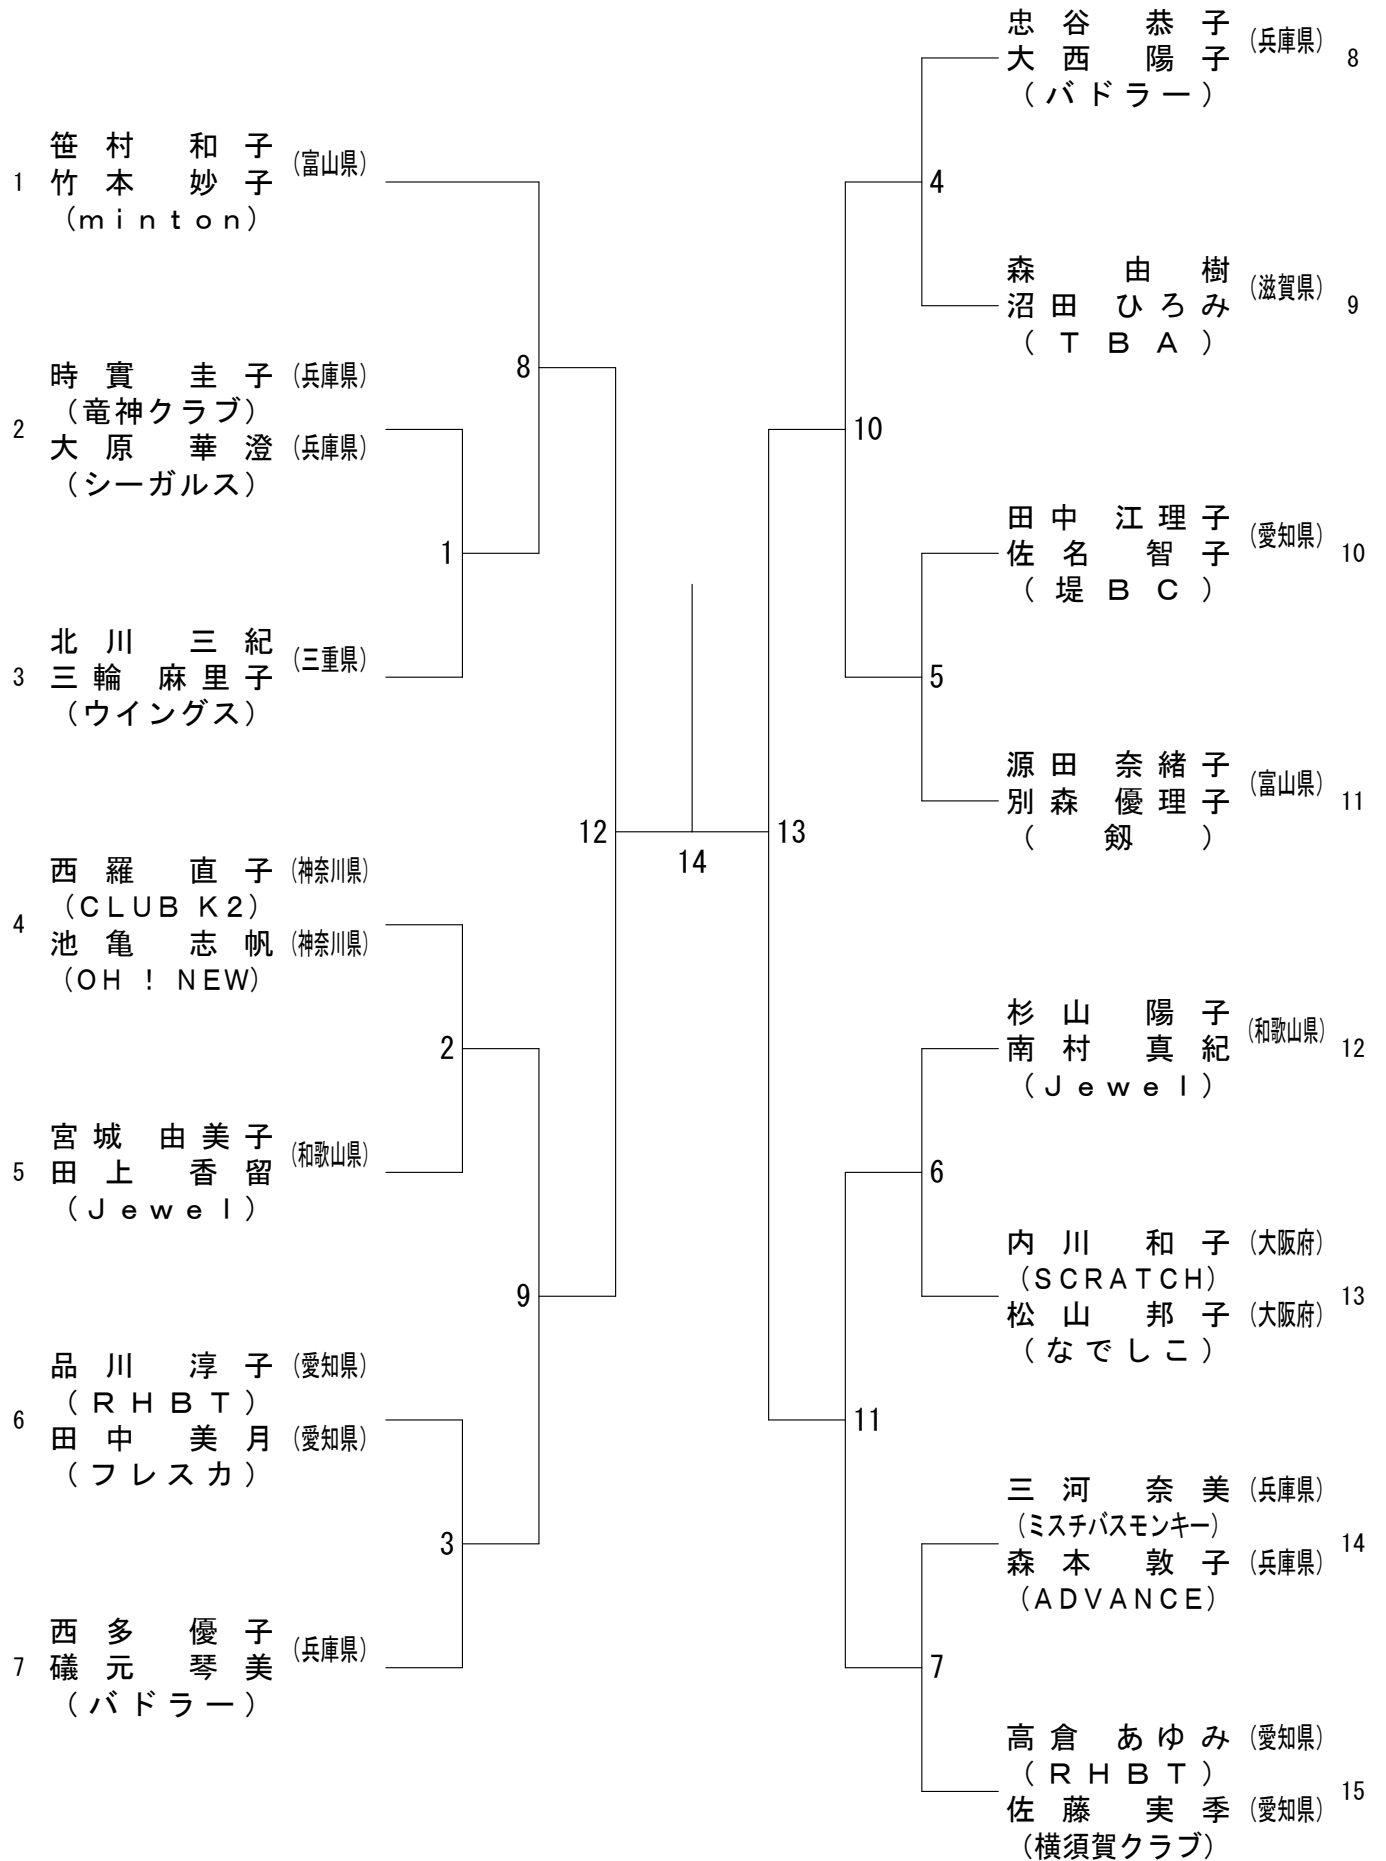 1
笹村 和子 (富山県)
竹本 妙子
(minton)
2
時實 圭子 (兵庫県)
(竜神クラブ)
大原 華澄 (兵庫県)
(シーガルス)
3
北川 三紀 (三重県)
三輪 麻里子
(ウイングス)
4
西羅 直子 (神奈川県)
(CLUB K2)
池亀 志帆 (神奈川県)
(OH ! NEW)
5
宮城 由美子 (和歌山県)
田上 香留
(Jewel)
6
品川 淳子 (愛知県)
(RHBT)
田中 美月 (愛知県)
(フレスカ)
7
西多 優子 (兵庫県)
礒元 琴美
(バドラー)
1
2
3
8
9
12
14
13
10
11
4
5
6
7
忠谷 恭子 (兵庫県)
大西 陽子
(バドラー)
8
森 由樹 (滋賀県)
沼田 ひろみ
(TBA)
9
田中 江理子 (愛知県)
佐名 智子
(堤BC)
10
源田 奈緒子 (富山県)
別森 優理子
(剱)
11
杉山 陽子 (和歌山県)
南村 真紀
(Jewel)
12
内川 和子 (大阪府)
(SCRATCH)
松山 邦子 (大阪府)
(なでしこ)
13
三河 奈美 (兵庫県)
(ミスチバスモンキー)
森本 敦子 (兵庫県)
(ADVANCE)
14
高倉 あゆみ (愛知県)
(RHBT)
佐藤 実季 (愛知県)
(横須賀クラブ)
15